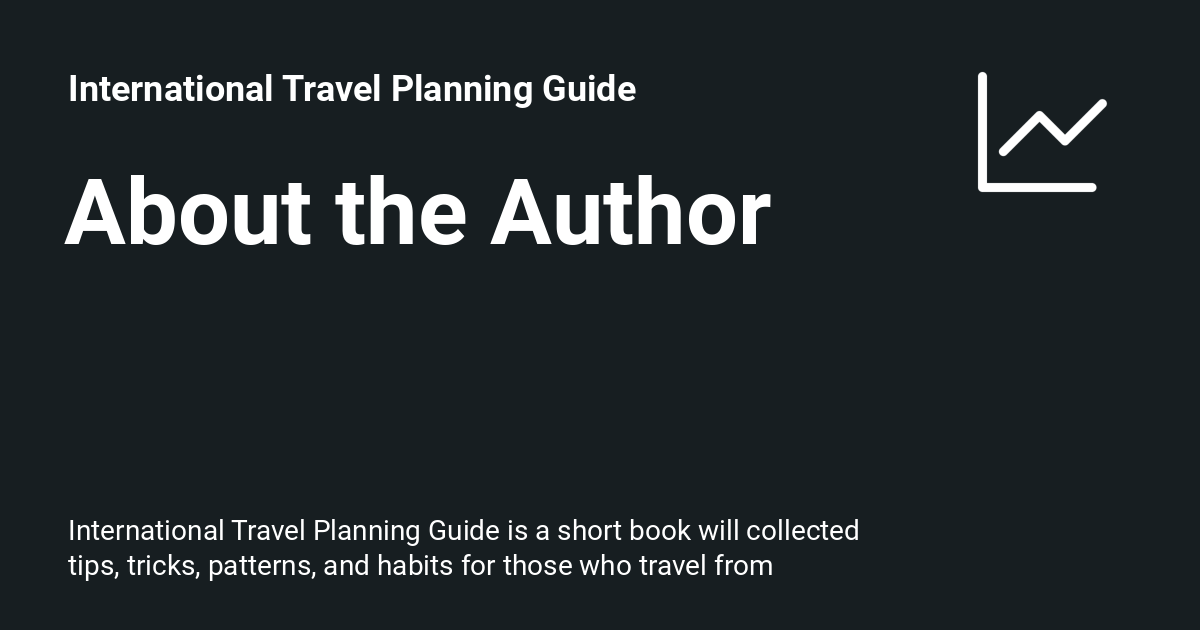 International Travel Planning Guide
About the Author
International Travel Planning Guide is a short book will collected
tips, tricks, patterns, and habits for those who travel from